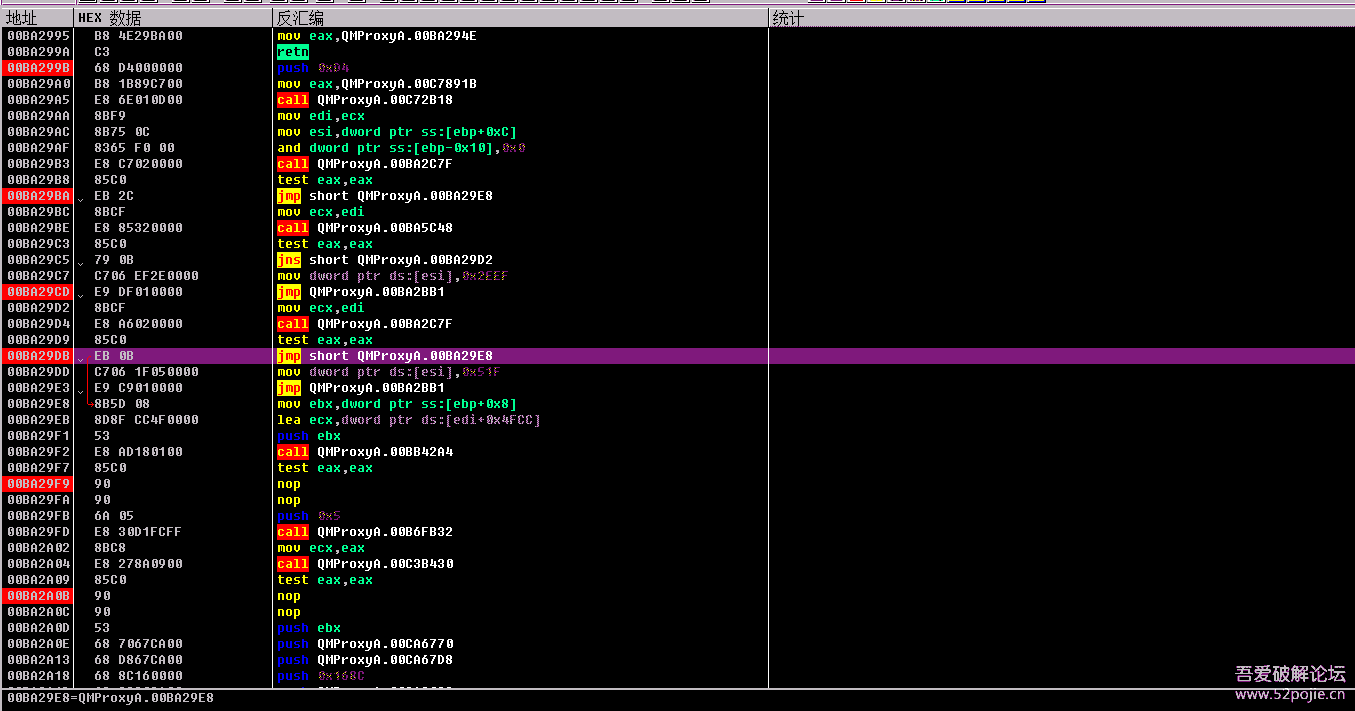 地址 HEX 数据 反汇编 统计
00BA2995 B8 4E29BA00 mov eax,QMProxyA.00BA294E
00BA299A C3 retn
00BA299B 68 D4000000 push 0xD4
00BA29A0 B8 1B89C700 mov eax,QMProxyA.00C7891B
00BA29A5 E8 6E010D00 call QMProxyA.00C72B18
00BA29AA 8BF9 mov edi,ecx
00BA29AC 8B75 0C mov esi,dword ptr ss:[ebp+0xC]
00BA29AF 8365 F0 00 and dword ptr ss:[ebp-0x10],0x0
00BA29B3 E8 C7020000 call QMProxyA.00BA2C7F
00BA29B8 85C0 test eax,eax
00BA29BA EB 2C jmp short QMProxyA.00BA29E8
00BA29BC 8BCF mov ecx,edi
00BA29BE E8 85320000 call QMProxyA.00BA5C48
00BA29C3 85C0 test eax,eax
00BA29C5 79 0B jns short QMProxyA.00BA29D2
00BA29C7 C706 EF2E0000 mov dword ptr ds:[esi],0x2EEF
00BA29CD E9 DF010000 jmp QMProxyA.00BA2BB1
00BA29D2 8BCF mov ecx,edi
00BA29D4 E8 A6020000 call QMProxyA.00BA2C7F
00BA29D9 85C0 test eax,eax
00BA29DB EB 0B jmp short QMProxyA.00BA29E8
00BA29DD C706 1F050000 mov dword ptr ds:[esi],0x51F
00BA29E3 E9 C9010000 jmp QMProxyA.00BA2BB1
00BA29E8 8B5D 08 mov ebx,dword ptr ss:[ebp+0x8]
00BA29EB 8D8F CC4F0000 lea ecx,dword ptr ds:[edi+0x4FCC]
00BA29F1 53 push ebx
00BA29F2 E8 AD180100 call QMProxyA.00BB42A4
00BA29F7 85C0 test eax,eax
00BA29F9 90 nop
00BA29FA 90 nop
00BA29FB 6A 05 push 0x5
00BA29FD E8 30D1FCFF call QMProxyA.00B6FB32
00BA2A02 8BC8 mov ecx,eax
00BA2A04 E8 278A0900 call QMProxyA.00C3B430
00BA2A09 85C0 test eax,eax
00BA2A0B 90 nop
00BA2A0C 90 nop
00BA2A0D 53 push ebx
00BA2A0E 68 7067CA00 push QMProxyA.00CA6770
00BA2A13 68 D867CA00 push QMProxyA.00CA67D8
00BA2A18 68 8C160000 push 0x168C
00BA29E8=QMProxyA.00BA29E8
吾爱破解论坛
www.52pojie.cn